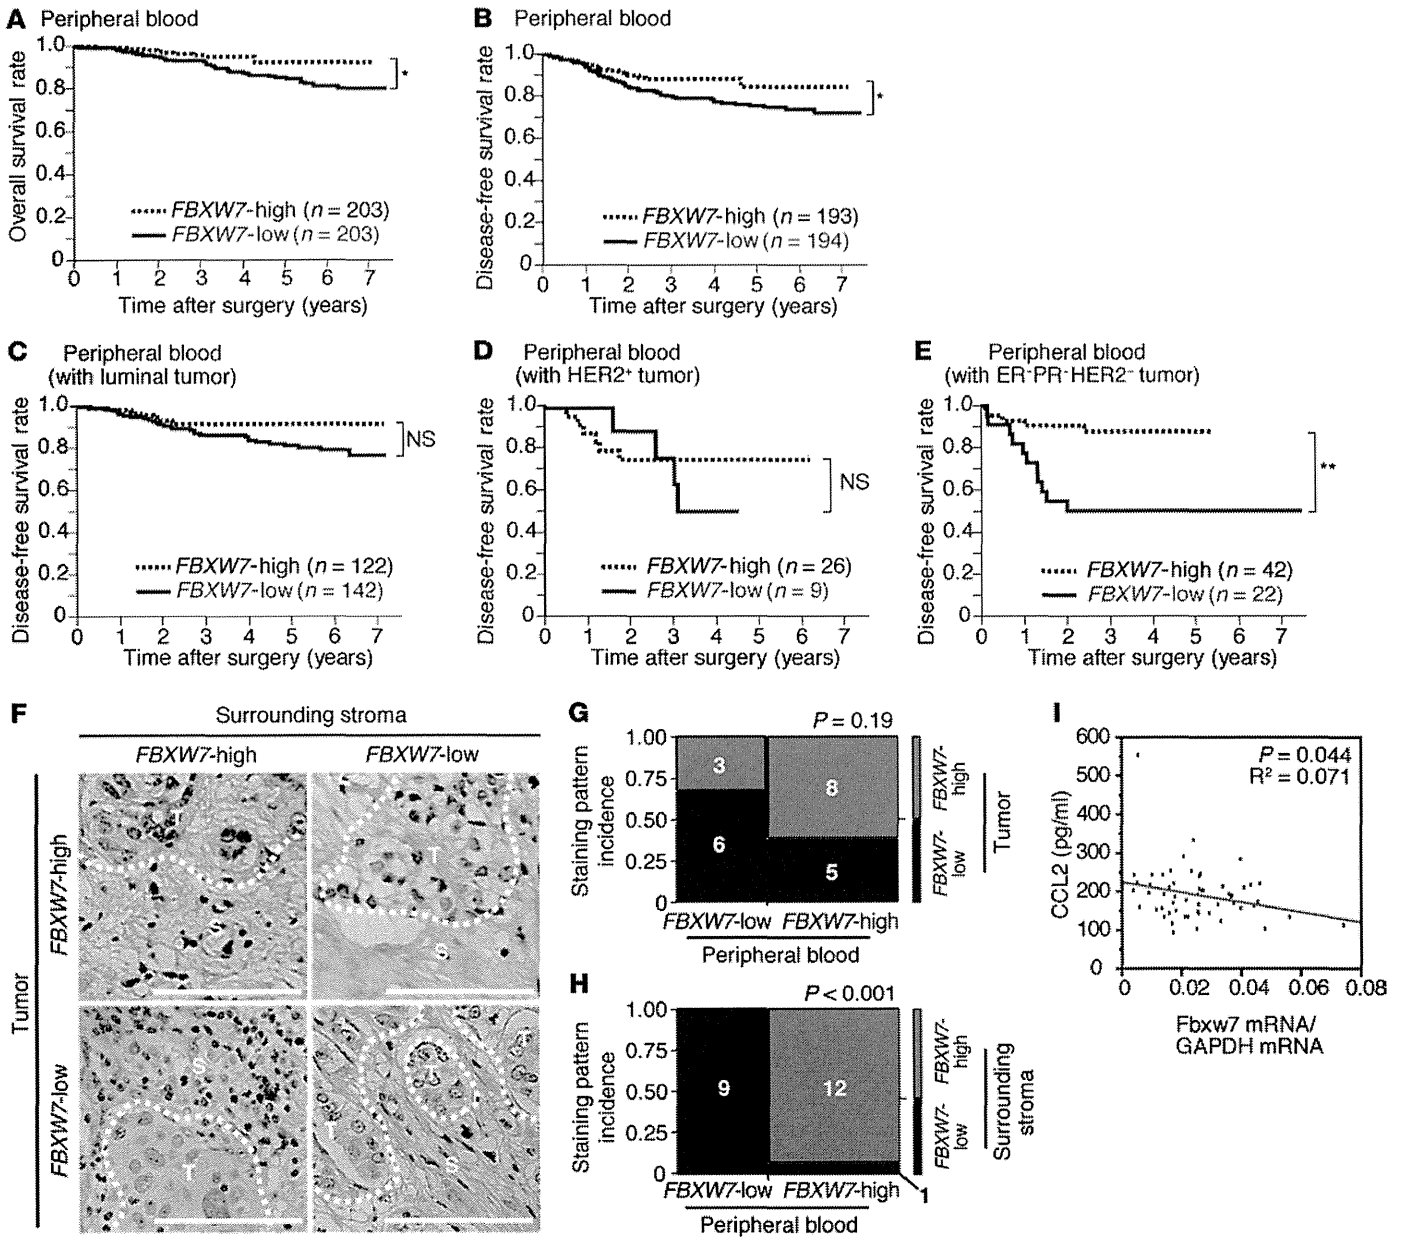 A Peripheral blood
Overall survival rate
1.0
0.8
0.6
0.4
0.2
0
FBXW7-high (n = 203)
FBXW7-low (n = 203)
*
0 1 2 3 4 5 6 7
Time after surgery (years)
B Peripheral blood
Disease-free survival rate
1.0
0.8
0.6
0.4
0.2
0
FBXW7-high (n = 193)
FBXW7-low (n = 194)
*
0 1 2 3 4 5 6 7
Time after surgery (years)
C Peripheral blood
(with luminal tumor)
Disease-free survival rate
1.0
0.8
0.6
0.4
0.2
0
NS
FBXW7-high (n = 122)
FBXW7-low (n = 142)
0 1 2 3 4 5 6 7
Time after surgery (years)
D Peripheral blood
(with HER2+ tumor)
Disease-free survival rate
1.0
0.8
0.6
0.4
0.2
0
NS
FBXW7-high (n = 26)
FBXW7-low (n = 9)
0 1 2 3 4 5 6 7
Time after surgery (years)
E Peripheral blood
(with ER-PR-HER2- tumor)
Disease-free survival rate
1.0
0.8
0.6
0.4
0.2
0
**
FBXW7-high (n = 42)
FBXW7-low (n = 22)
0 1 2 3 4 5 6 7
Time after surgery (years)
F
Surrounding stroma
FBXW7-high FBXW7-low
Tumor
FBXW7-high
FBXW7-low
T
S
S
T
T
T
S
G
P = 0.19
Staining pattern
incidence
1.00
0.75
0.50
0.25
0
3
8
6
5
FBXW7-low FBXW7-high
Peripheral blood
FBXW7-
high
FBXW7-
low
Tumor
H
P < 0.001
Staining pattern
incidence
1.00
0.75
0.50
0.25
0
9
12
1
FBXW7-low FBXW7-high
Peripheral blood
FBXW7-
high
FBXW7-
low
Surrounding
stroma
I
CCL2 (pg/ml)
600
500
400
300
200
100
0
P = 0.044
R² = 0.071
0 0.02 0.04 0.06 0.08
Fbxw7 mRNA/
GAPDH mRNA